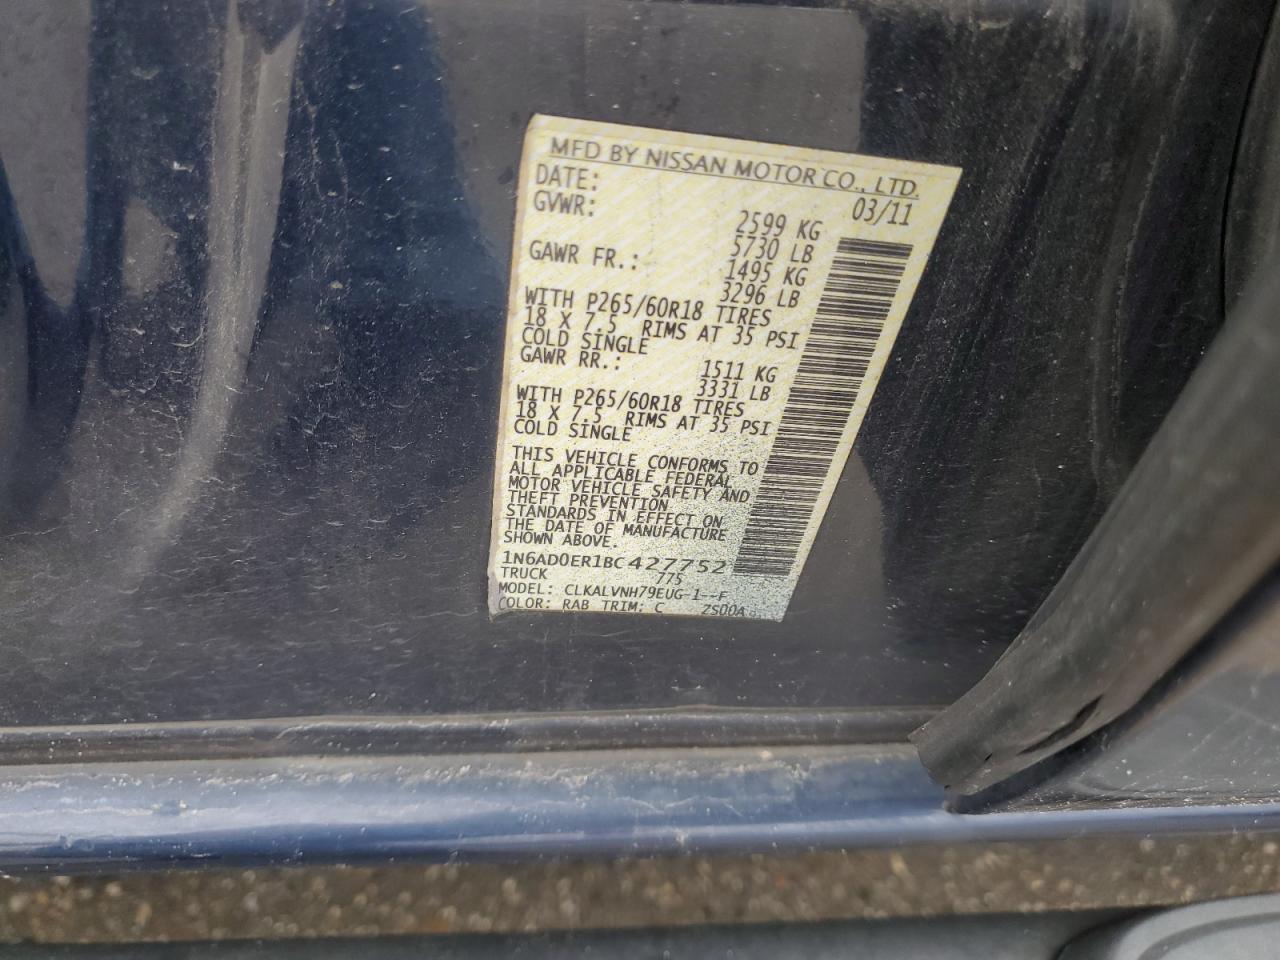 MFD BY NISSAN MOTOR CO., LTD.
DATE: 03/11
GVWR: 2599 KG
5730 LB
GAWR FR.: 1495 KG
3296 LB
WITH P265/60R18 TIRES
18 X 7.5 RIMS AT 35 PSI
COLD SINGLE
GAWR RR.: 1511 KG
3331 LB
WITH P265/60R18 TIRES
18 X 7.5 RIMS AT 35 PSI
COLD SINGLE
THIS VEHICLE CONFORMS TO
ALL APPLICABLE FEDERAL
MOTOR VEHICLE SAFETY AND
THEFT PREVENTION
STANDARDS IN EFFECT ON
THE DATE OF MANUFACTURE
SHOWN ABOVE.
1N6AD0ER1BC427752
TRUCK 775
MODEL: CLKALVNH79EUG-1--F
COLOR: RAB TRIM: C ZS00A